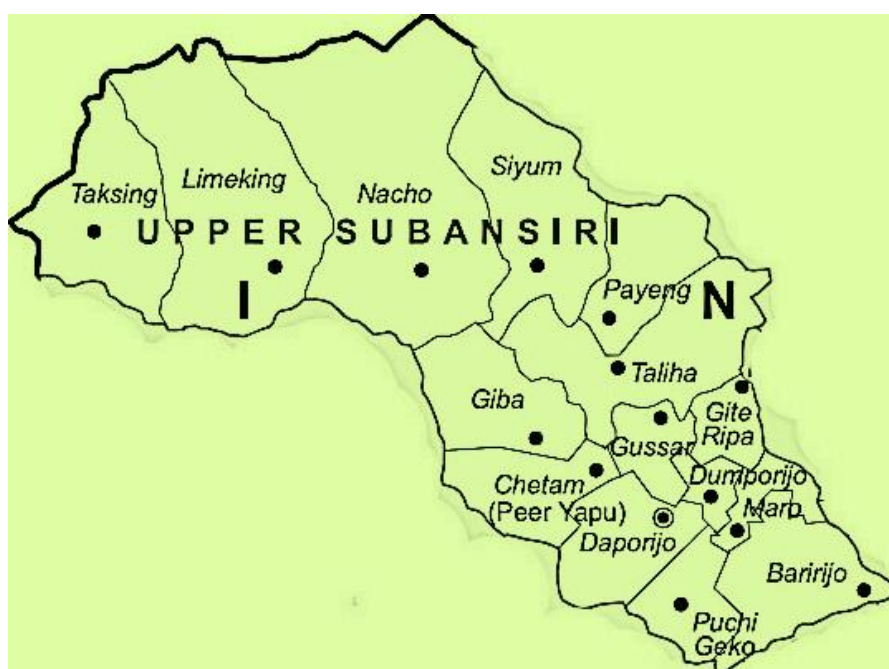 Siyum
Limeking
Taksing
Nacho
UPPER SUBANSIRI
I
N
Payeng
Taliha
Giba
Gite
Ripa
Gussar
Dumporijo
Chetam
(Peer Yapu)
Maro
Daporijo
Baririjo
Puchi
Geko